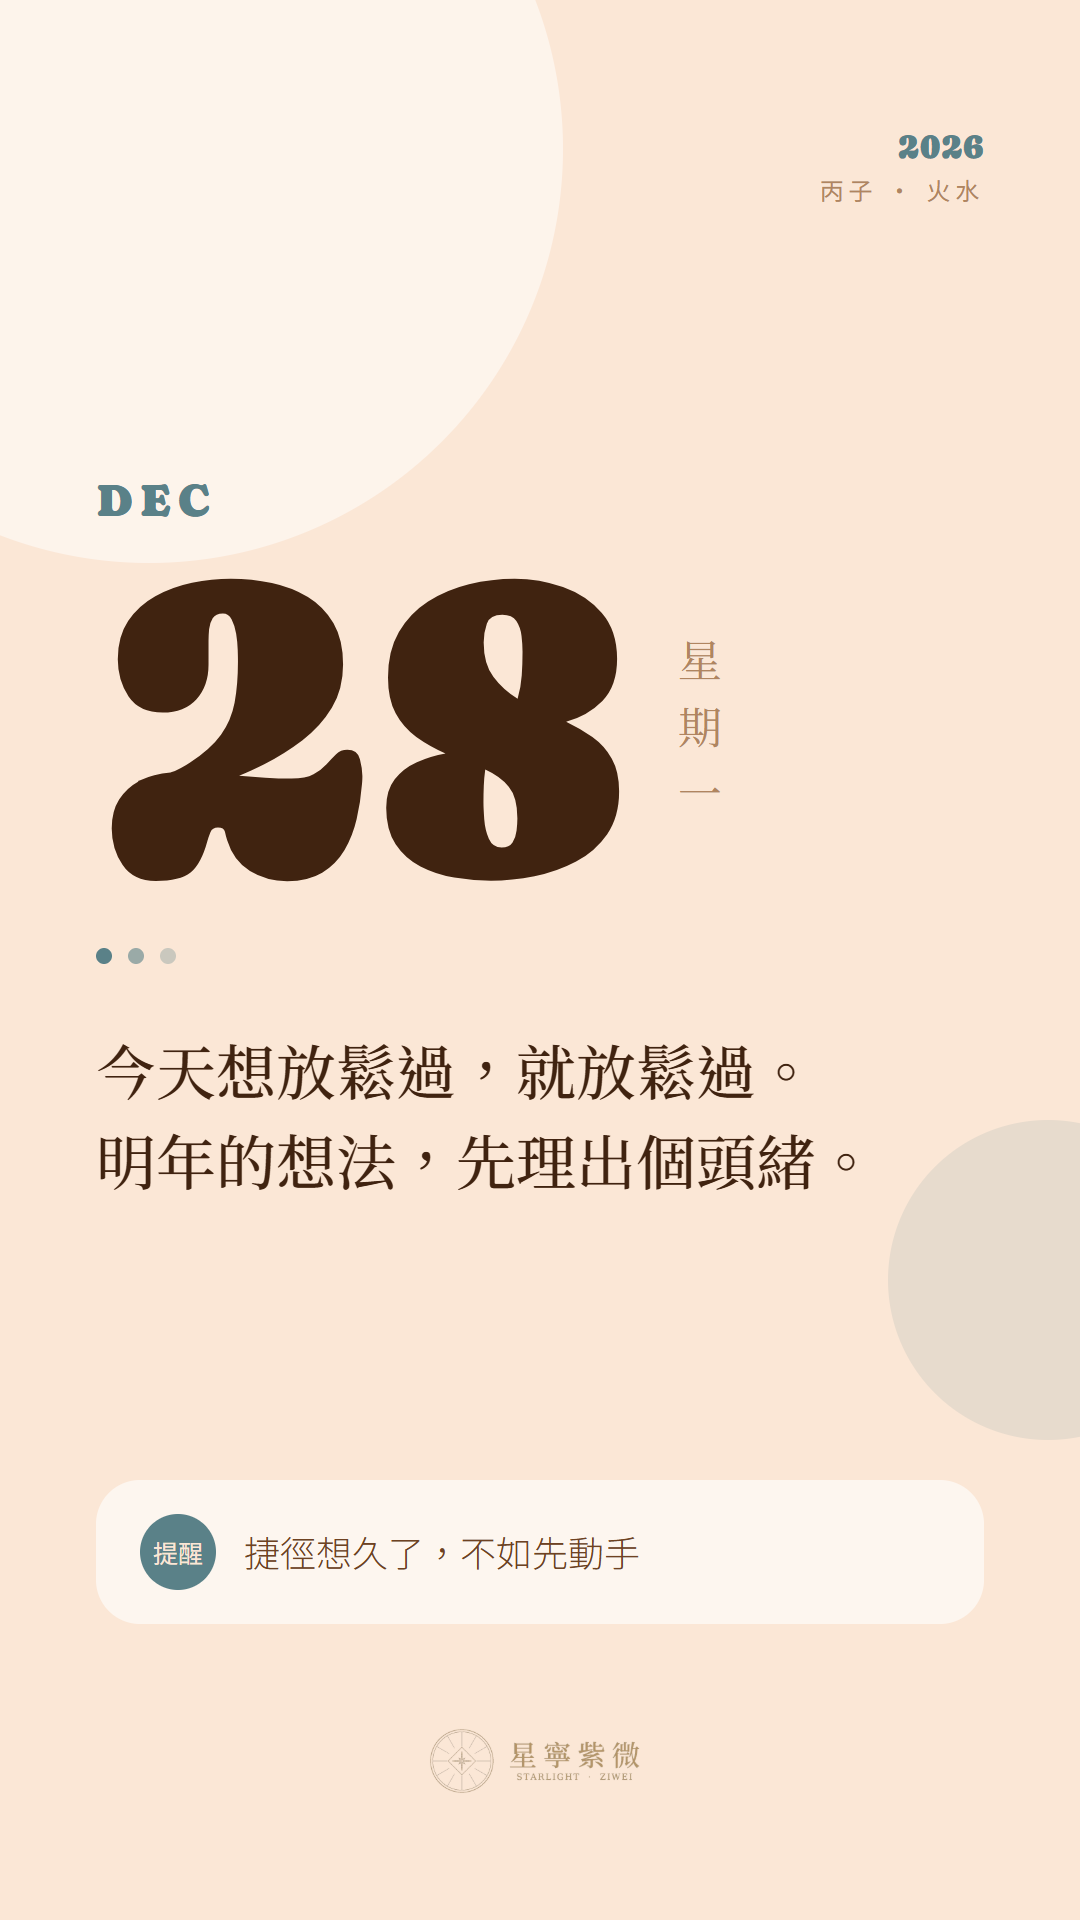 2026
丙子 • 火水
DEC
28
星期一
今天想放鬆過，就放鬆過。
明年的想法，先理出個頭緒。
提醒
捷徑想久了，不如先動手
星寧紫微
STARLIGHT · ZIWEI